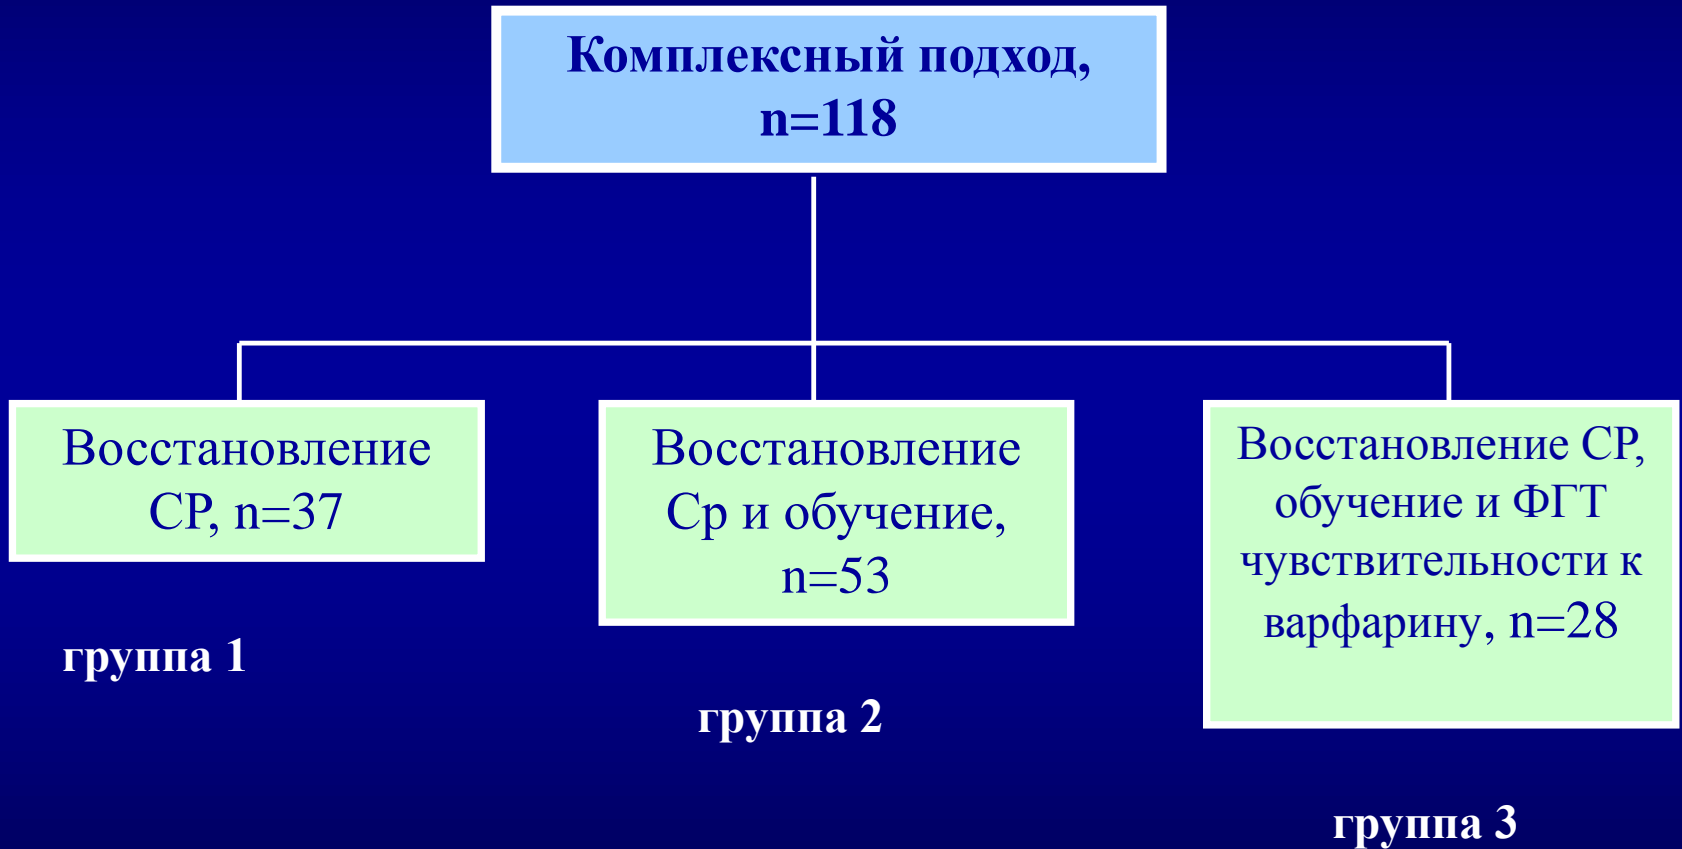 Комплексный подход,
n=118
Восстановление
СР, n=37
группа 1
Восстановление
Ср и обучение,
n=53
группа 2
Восстановление СР,
обучение и ФГТ
чувствительности к
варфарину, n=28
группа 3